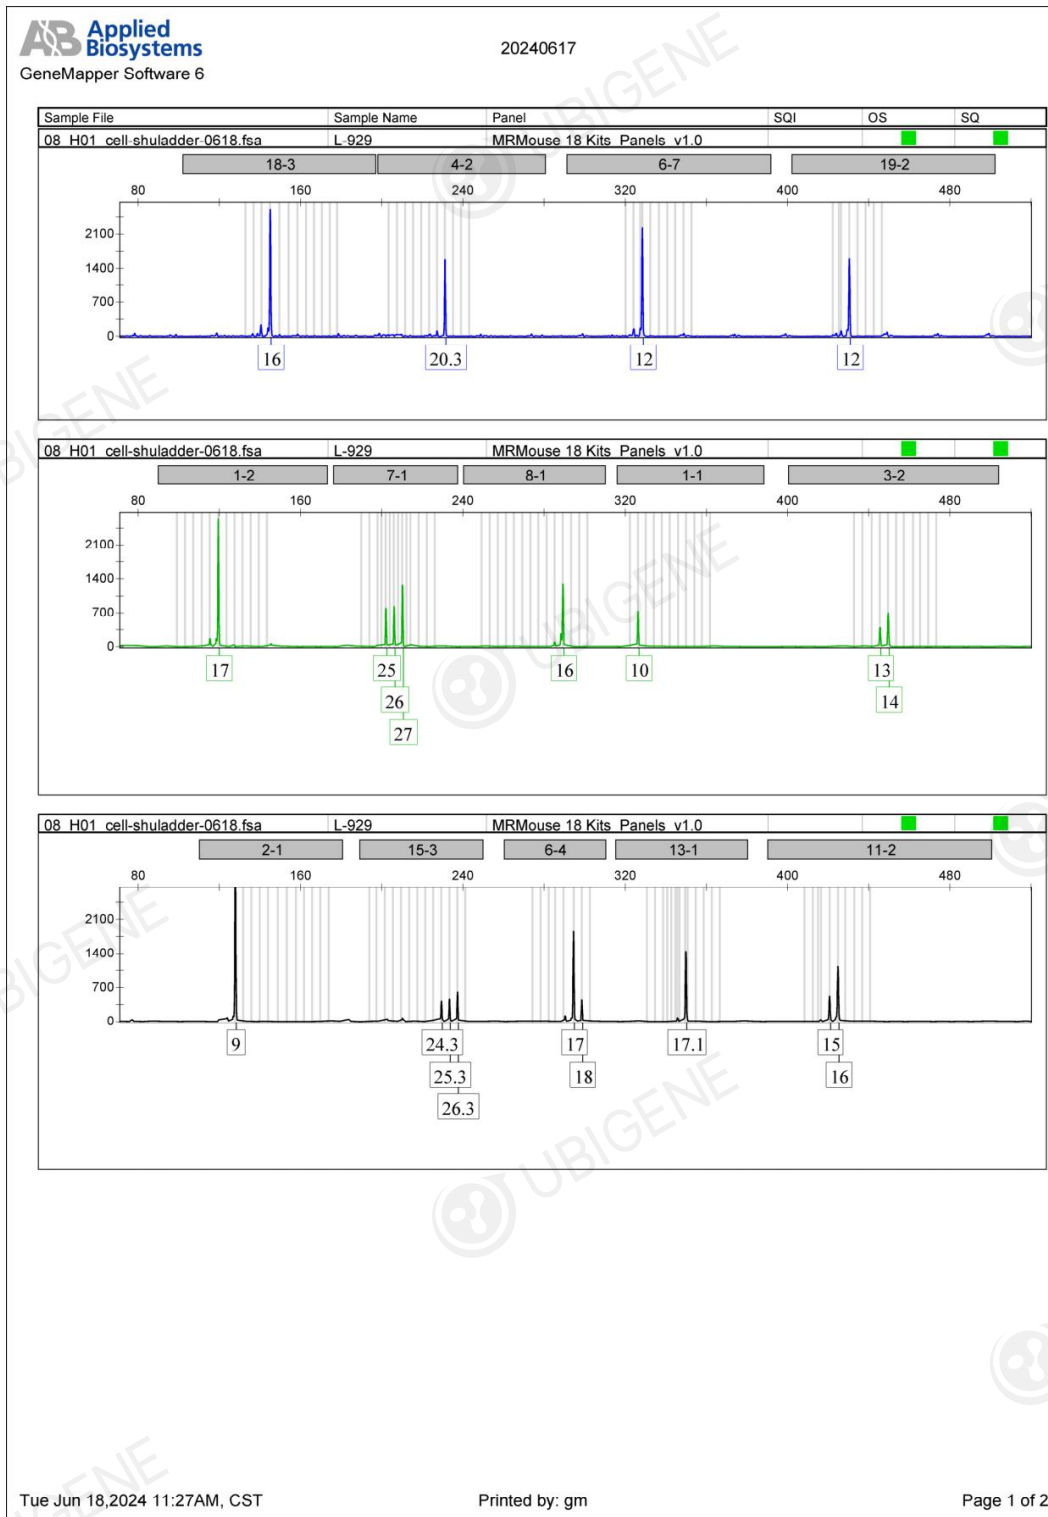 AB Applied Biosystems
GeneMapper Software 6
20240617
Sample File Sample Name Panel SQI OS SQ
08_H01_cell-shuladder-0618.fsa L-929 MRMouse 18 Kits_Panels_v1.0
18-3 4-2 6-7 19-2
80 160 240 320 400 480
2100
1400
700
0
16 20.3 12 12
08_H01_cell-shuladder-0618.fsa L-929 MRMouse 18 Kits_Panels_v1.0
1-2 7-1 8-1 1-1 3-2
80 160 240 320 400 480
2100
1400
700
0
17 25 16 10 13
26 14
27
08_H01_cell-shuladder-0618.fsa L-929 MRMouse 18 Kits_Panels_v1.0
2-1 15-3 6-4 13-1 11-2
160 240 320 400 480
2100
1400
700
0
9 24.3 17 17.1 15
25.3 18 16
26.3
UBIGENE
UBIGENE
UBIGENE
UBIGENE
UBIGENE
UBIGENE
Tue Jun 18,2024 11:27AM, CST Printed by: gm Page 1 of 2